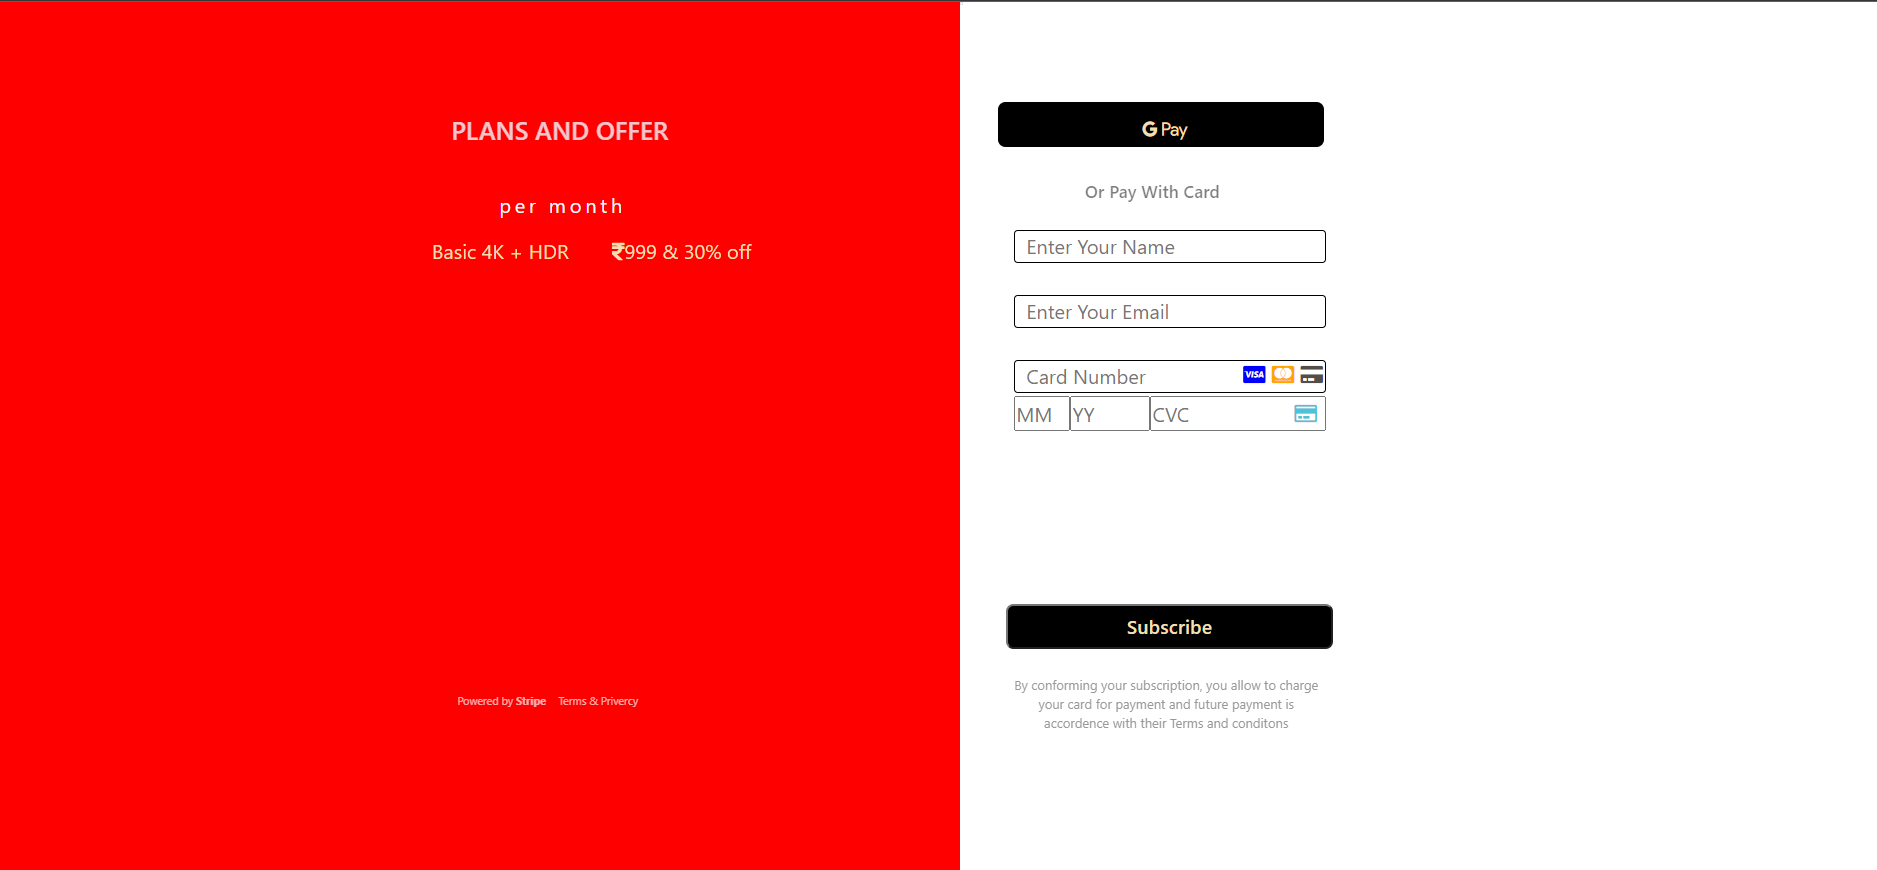 PLANS AND OFFER
per month
Basic 4K + HDR ₹999 & 30% off
Powered by Stripe Terms & Privercy
G Pay
Or Pay With Card
Enter Your Name
Enter Your Email
Card Number VISA
MM YY CVC
Subscribe
By conforming your subscription, you allow to charge
your card for payment and future payment is
accordence with their Terms and conditons